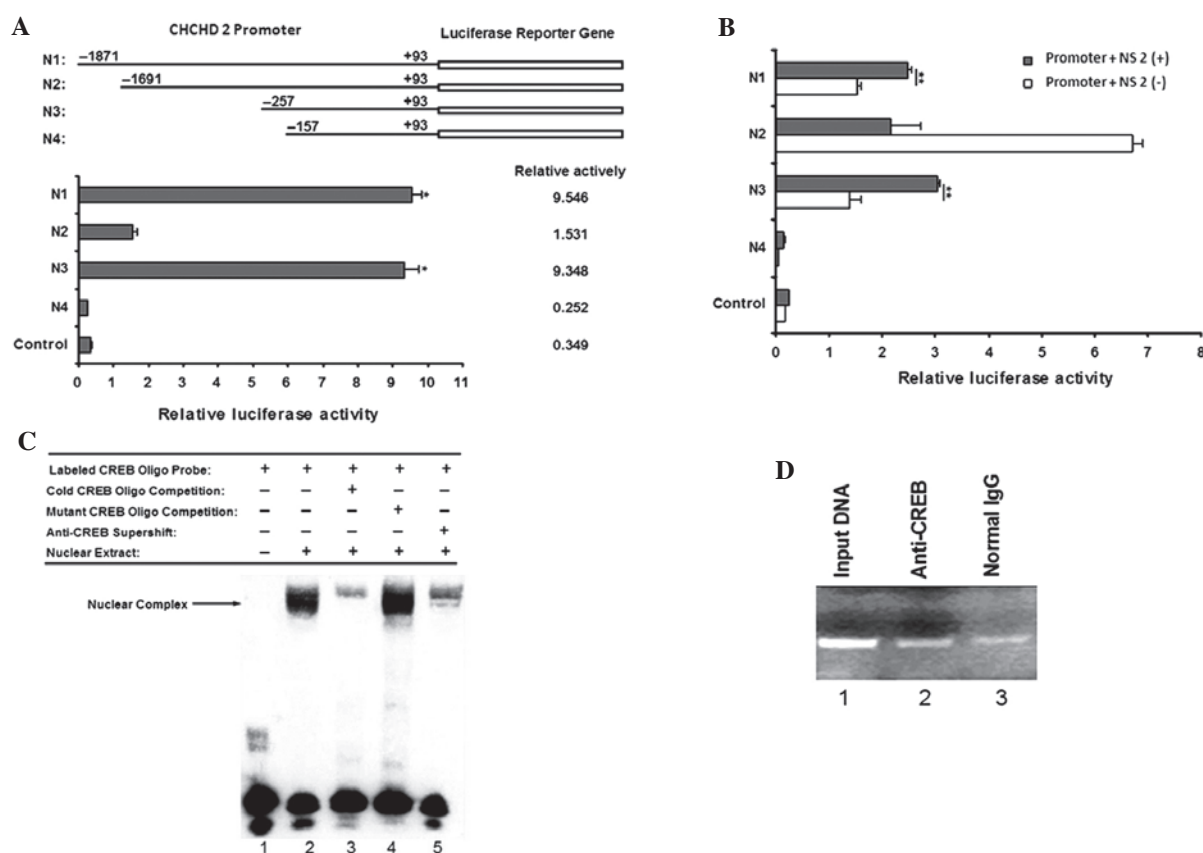 A
CHCHD 2 Promoter
Luciferase Reporter Gene
N1: −1871 +93
N2: −1691 +93
N3: −257 +93
N4: −157 +93
Relative actively
N1 * 9.546
N2 1.531
N3 * 9.348
N4 0.252
Control 0.349
0 1 2 3 4 5 6 7 8 9 10 11
Relative luciferase activity
B
Promoter + NS 2 (+)
Promoter + NS 2 (-)
N1 **
N2
N3 **
N4
Control
0 1 2 3 4 5 6 7 8
Relative luciferase activity
C
Labeled CREB Oligo Probe: + + + + +
Cold CREB Oligo Competition: − − + − −
Mutant CREB Oligo Competition: − − − + −
Anti-CREB Supershift: − − − − +
Nuclear Extract: − + + + +
Nuclear Complex
1 2 3 4 5
D
Input DNA
Anti-CREB
Normal IgG
1 2 3